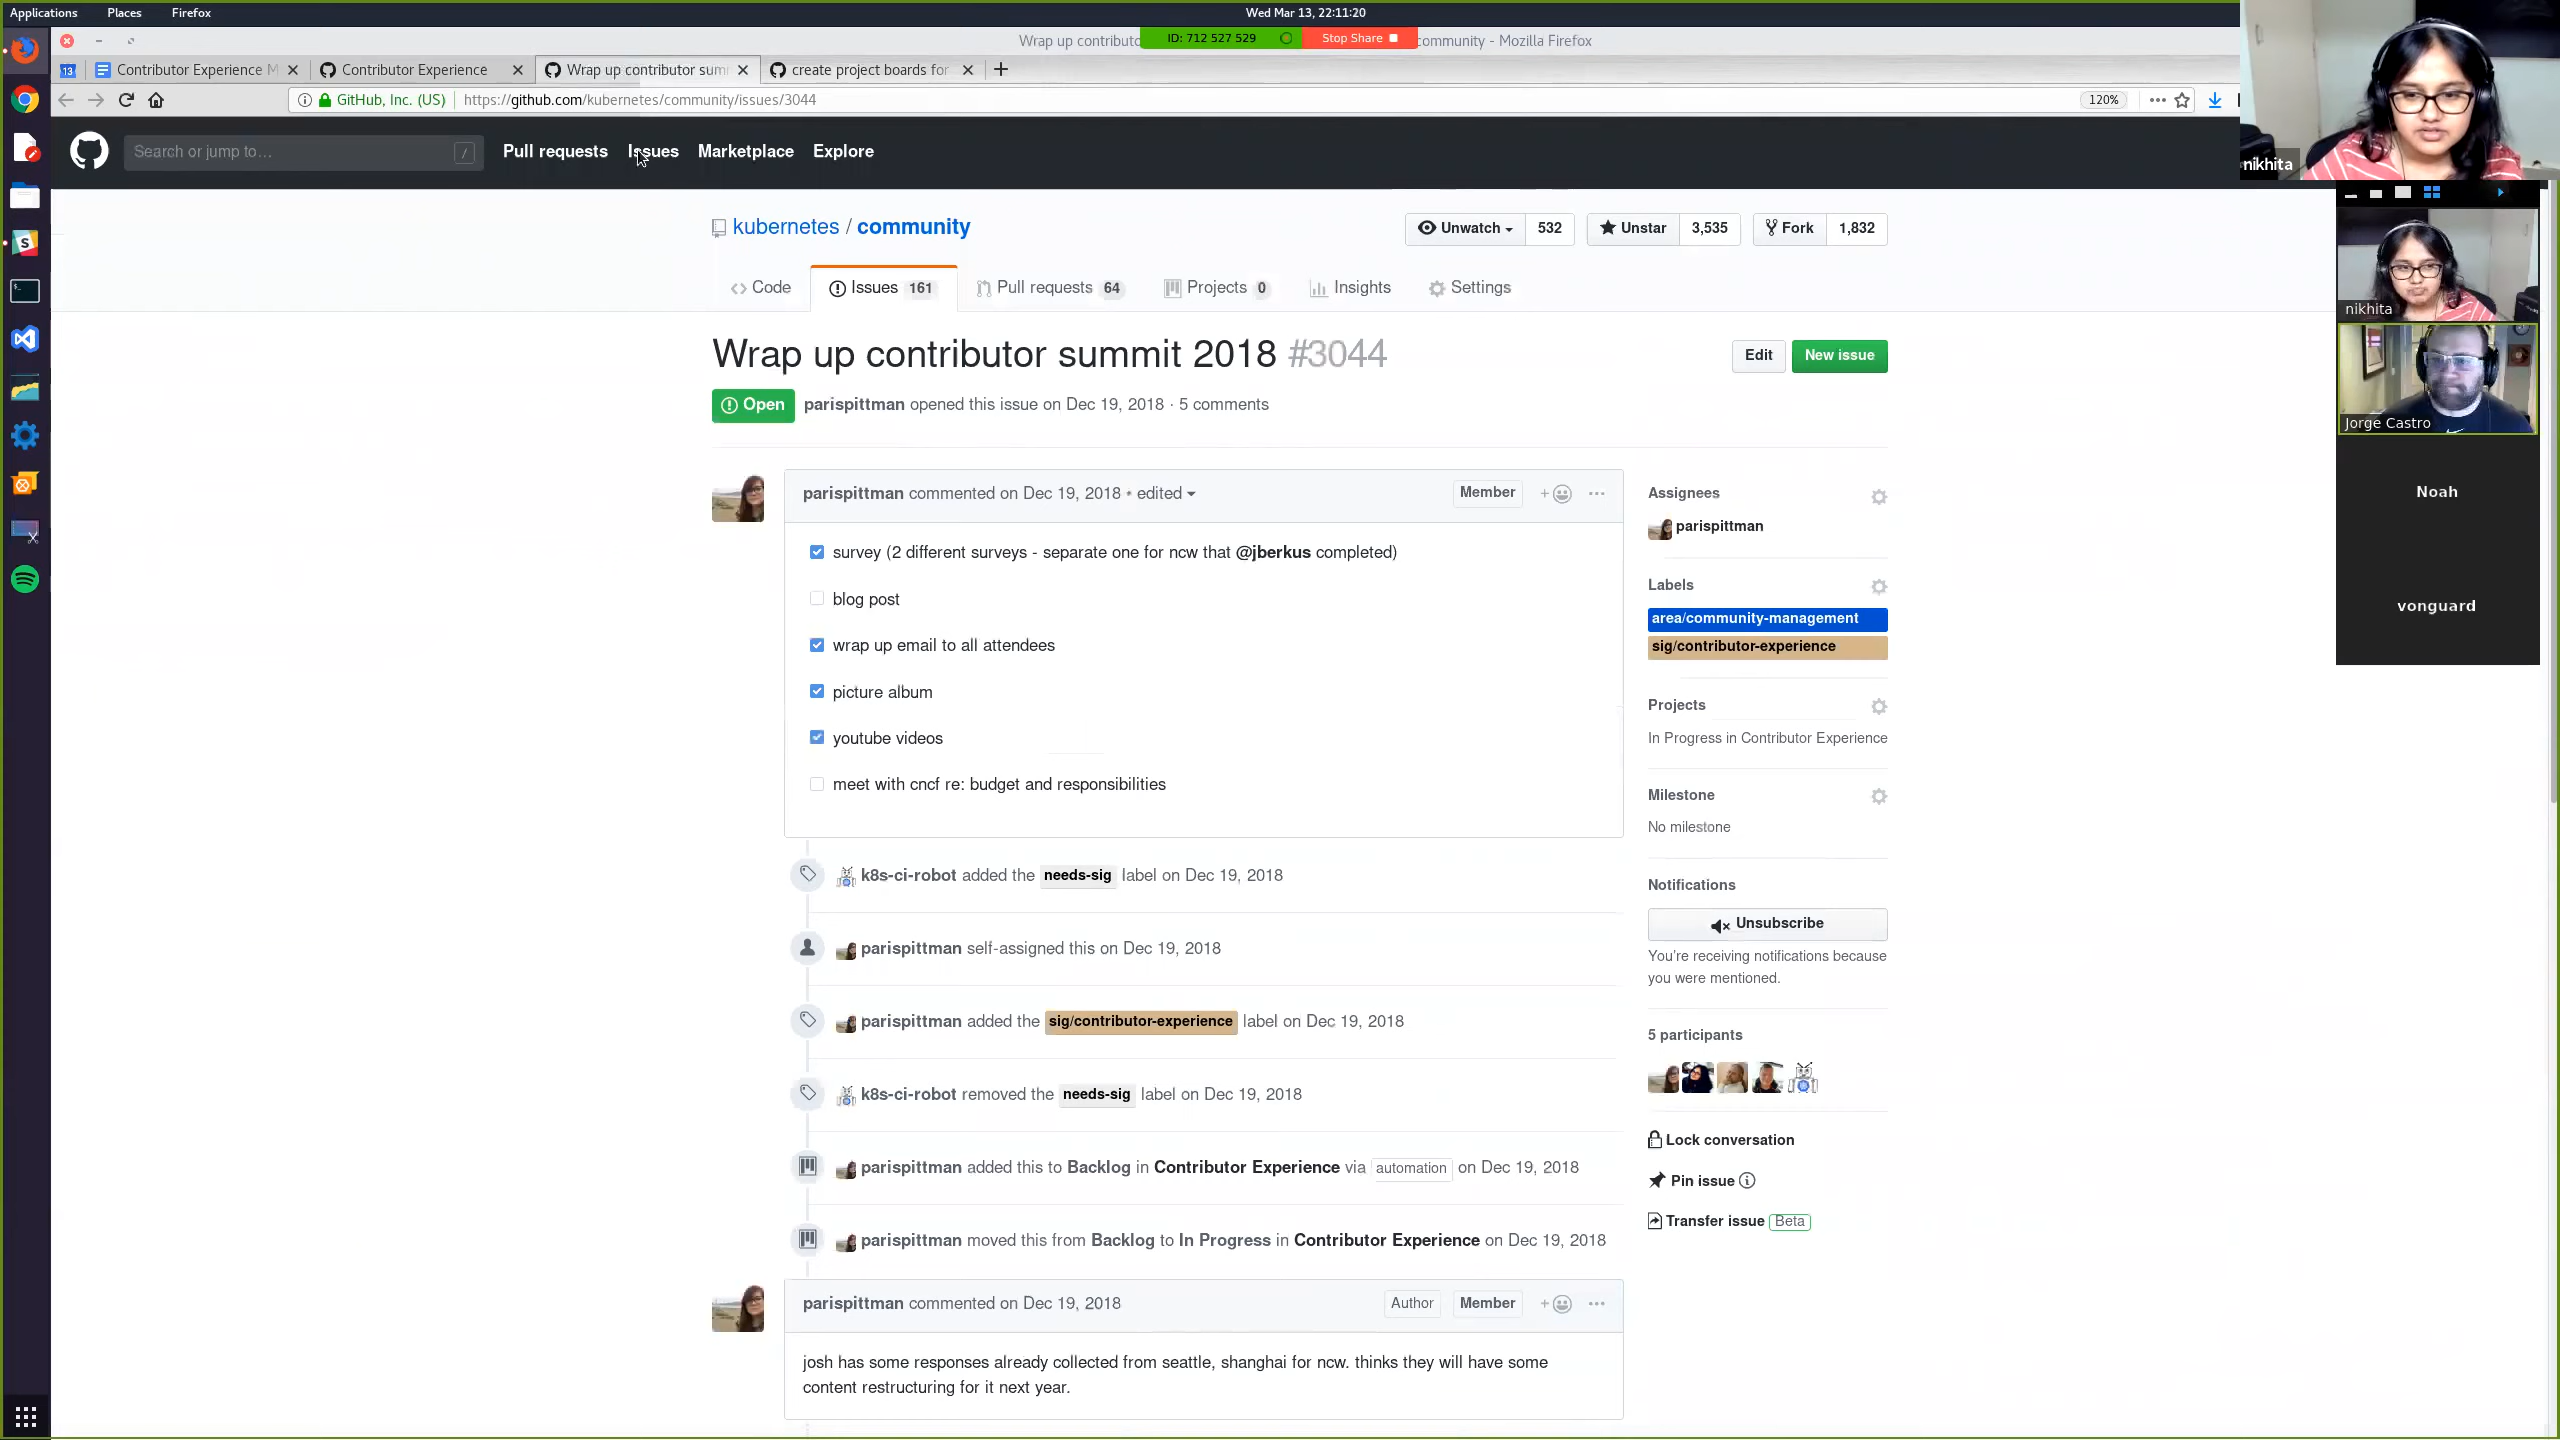 Applications Places Firefox
Wed Mar 13, 22:11:20
Wrap up contributo
ID: 712 527 529
Stop Share
ommunity - Mozilla Firefox
13
Contributor Experience M
Contributor Experience
Wrap up contributor sum
create project boards for
GitHub, Inc. (US)
https://github.com/kubernetes/community/issues/3044
120%
Search or jump to…
/
Pull requests Issues Marketplace Explore
nikhita
kubernetes / community
Unwatch 532
Unstar 3,535
Fork 1,832
Code
Issues 161
Pull requests 64
Projects 0
Insights
Settings
nikhita
Wrap up contributor summit 2018 #3044
Edit
New issue
Open
parispittman opened this issue on Dec 19, 2018 · 5 comments
Jorge Castro
Noah
vonguard
parispittman commented on Dec 19, 2018 • edited
Member
survey (2 different surveys - separate one for ncw that @jberkus completed)
blog post
wrap up email to all attendees
picture album
youtube videos
meet with cncf re: budget and responsibilities
Assignees
parispittman
Labels
area/community-management
sig/contributor-experience
Projects
In Progress in Contributor Experience
Milestone
No milestone
Notifications
Unsubscribe
You're receiving notifications because
you were mentioned.
5 participants
Lock conversation
Pin issue
Transfer issue Beta
k8s-ci-robot added the needs-sig label on Dec 19, 2018
parispittman self-assigned this on Dec 19, 2018
parispittman added the sig/contributor-experience label on Dec 19, 2018
k8s-ci-robot removed the needs-sig label on Dec 19, 2018
parispittman added this to Backlog in Contributor Experience via automation on Dec 19, 2018
parispittman moved this from Backlog to In Progress in Contributor Experience on Dec 19, 2018
parispittman commented on Dec 19, 2018
Author
Member
josh has some responses already collected from seattle, shanghai for ncw. thinks they will have some
content restructuring for it next year.